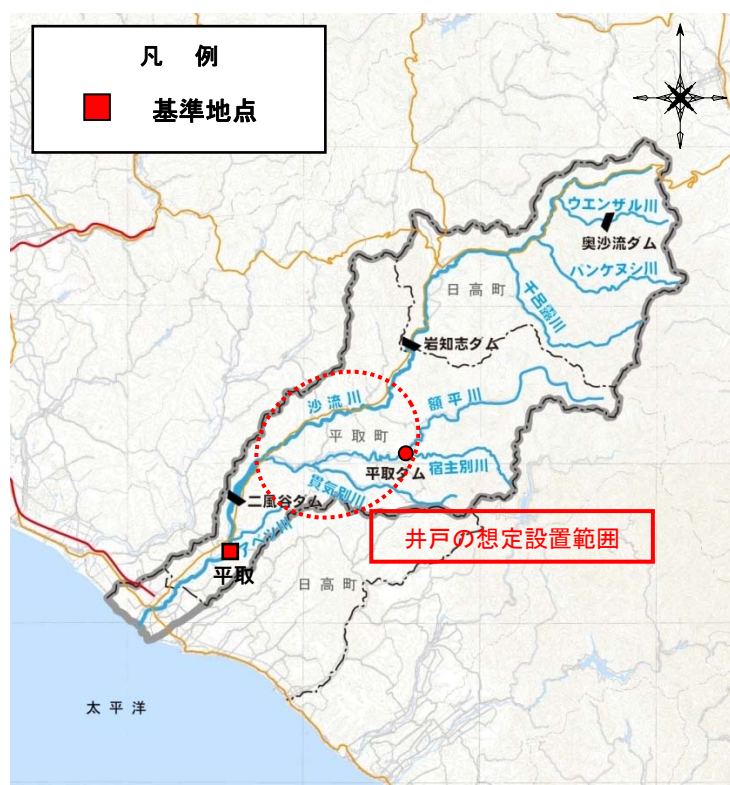 凡 例
基準地点
ウエンザル川
奥沙流ダム
パンケヌシ川
日高町
千呂露川
岩知志ダム
沙流川
額平川
平取町
平取ダム
宿主別川
貫気別川
二風谷ダム
アベツ川
井戸の想定設置範囲
平取
日高町
太平洋